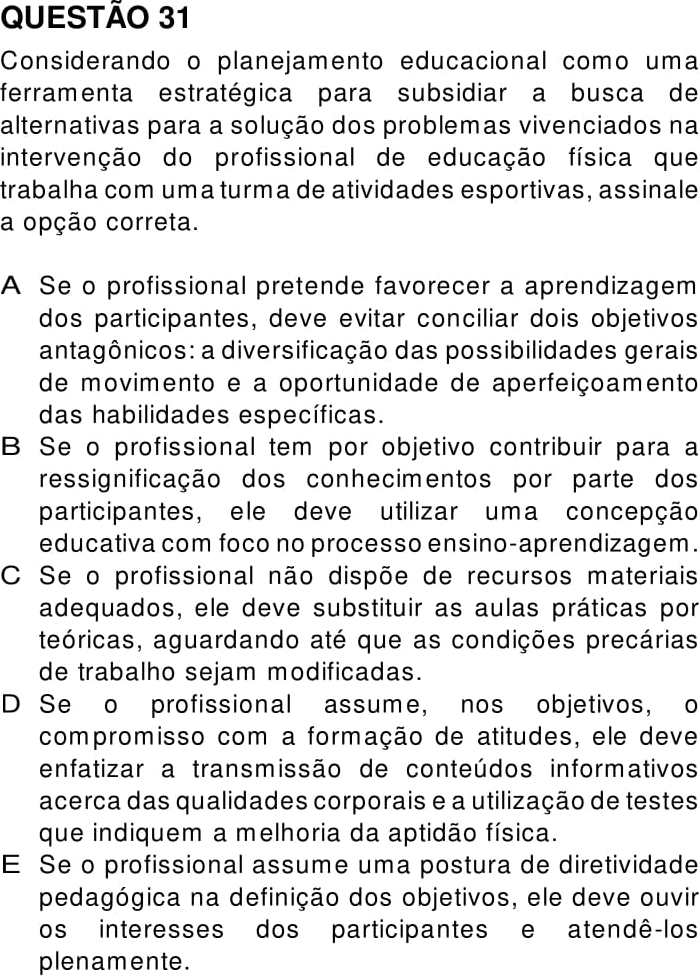 QUESTÃO 31
Considerando o planejamento educacional como uma
ferramenta estratégica para subsidiar a busca de
alternativas para a solução dos problemas vivenciados na
intervenção do profissional de educação física que
trabalha com uma turma de atividades esportivas, assinale
a opção correta.
A Se o profissional pretende favorecer a aprendizagem
dos participantes, deve evitar conciliar dois objetivos
antagônicos: a diversificação das possibilidades gerais
de movimento e a oportunidade de aperfeiçoamento
das habilidades específicas.
B Se o profissional tem por objetivo contribuir para a
ressignificação dos conhecimentos por parte dos
participantes, ele deve utilizar uma concepção
educativa com foco no processo ensino-aprendizagem.
C Se o profissional não dispõe de recursos materiais
adequados, ele deve substituir as aulas práticas por
teóricas, aguardando até que as condições precárias
de trabalho sejam modificadas.
D Se o profissional assume, nos objetivos, o
compromisso com a formação de atitudes, ele deve
enfatizar a transmissão de conteúdos informativos
acerca das qualidades corporais e a utilização de testes
que indiquem a melhoria da aptidão física.
E Se o profissional assume uma postura de diretividade
pedagógica na definição dos objetivos, ele deve ouvir
os interesses dos participantes e atendê-los
plenamente.